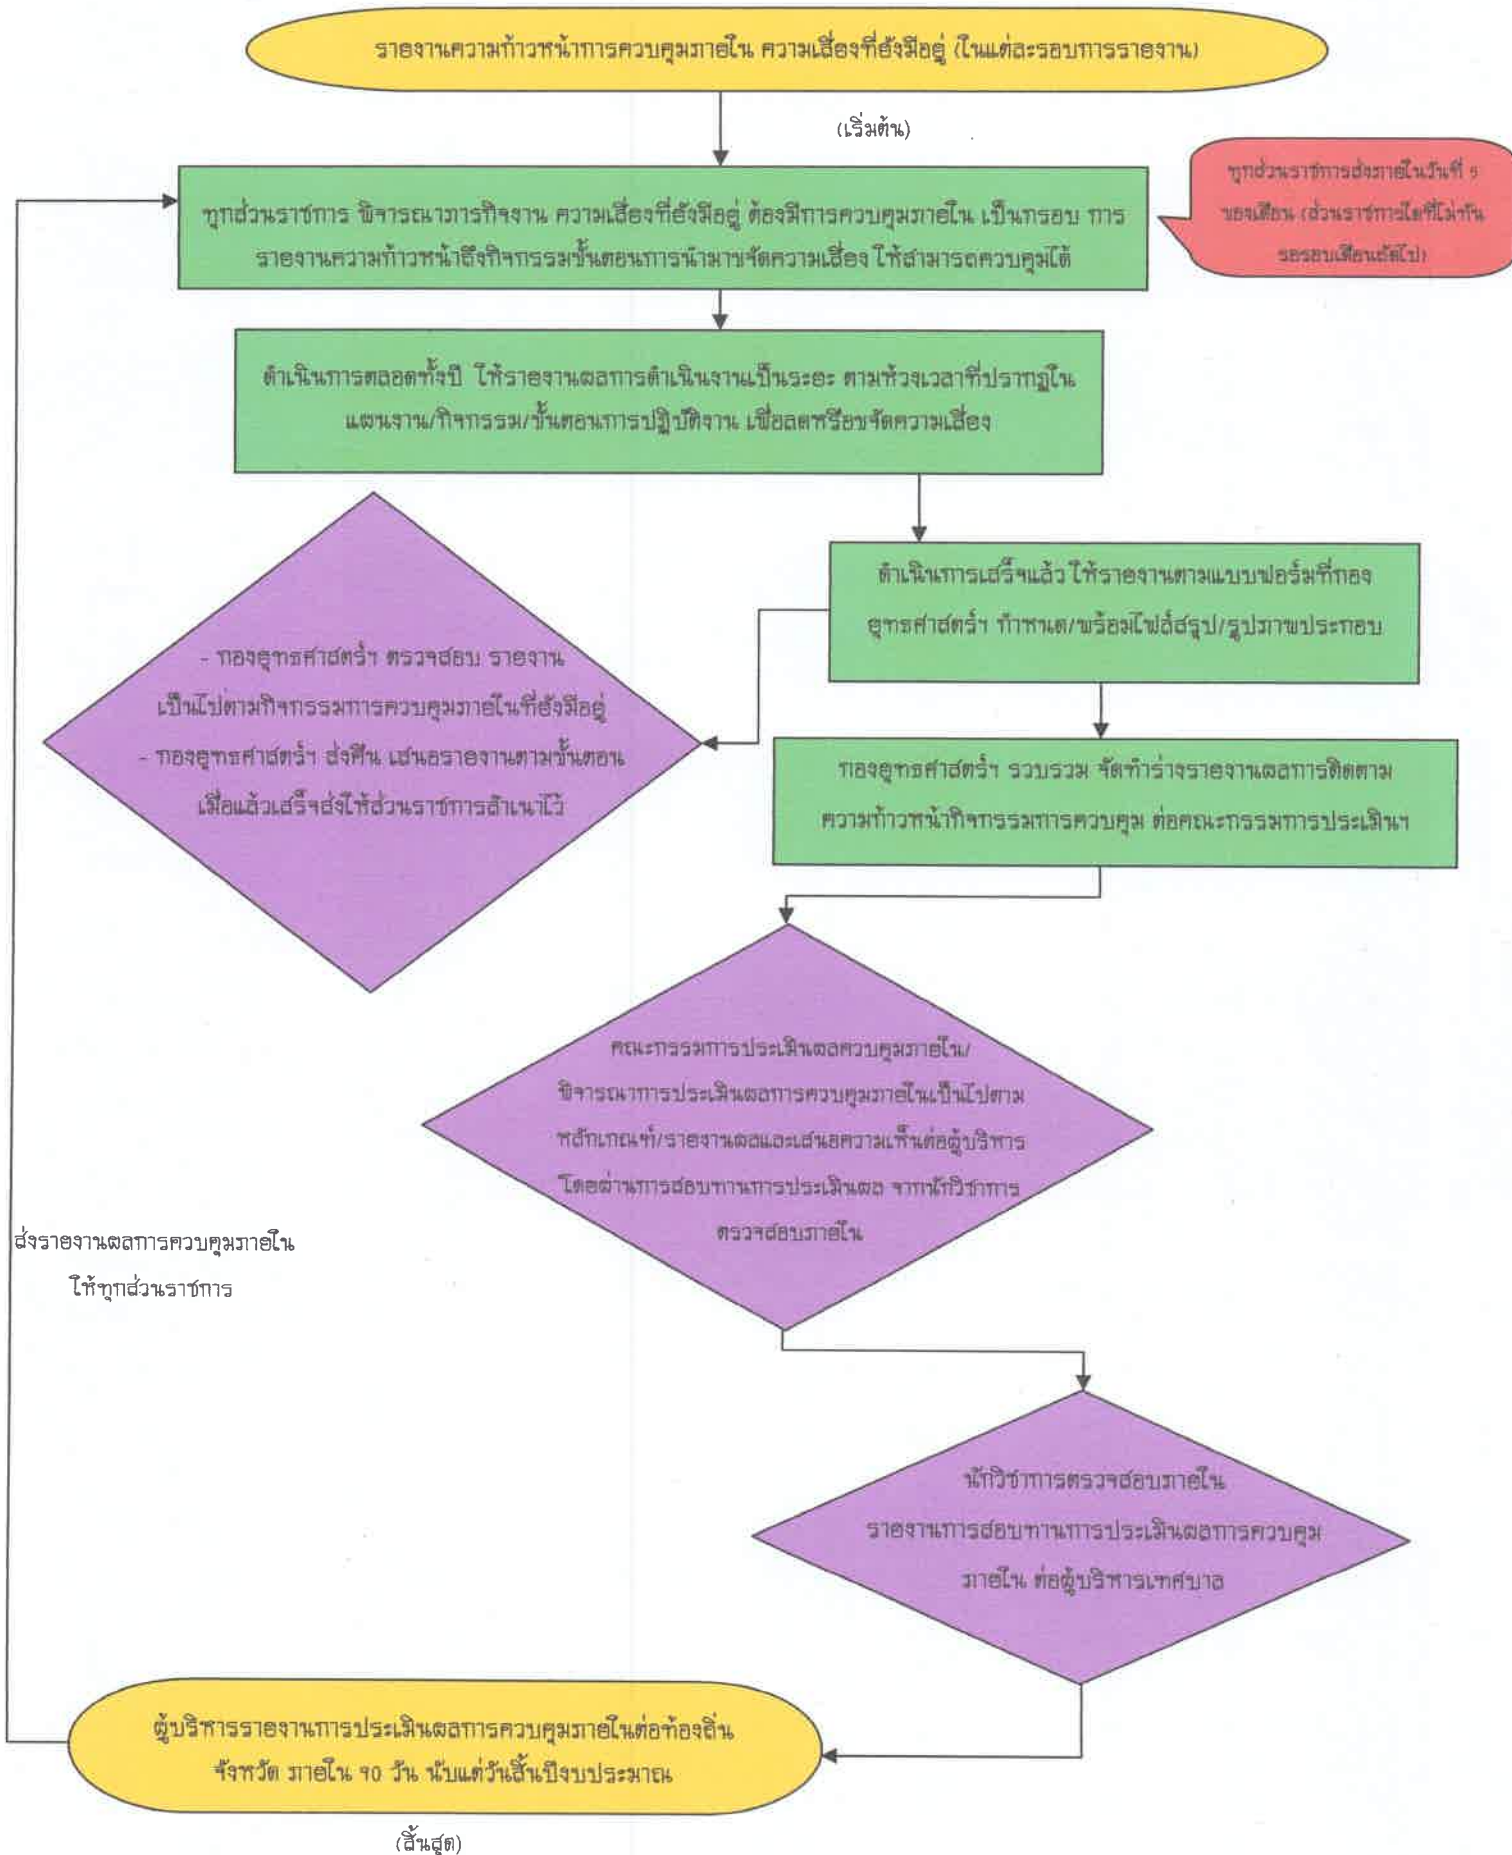 รายงานความก้าวหน้าการควบคุมภายใน ความเสี่ยงที่ยังมีอยู่ (ในแต่ละรอบการรายงาน)
(เริ่มต้น)
ทุกส่วนราชการส่งภายในวันที่
ของเดือน (ส่วนราชการใดที่ไม่ทัน
รอรอบเดือนถัดไป)
ทุกส่วนราชการ พิจารณาภารกิจงาน ความเสี่ยงที่ยังมีอยู่ ต้องมีการควบคุมภายใน เป็นกรอบ การ
รายงานความก้าวหน้าถึงกิจกรรมขั้นตอนการนำมาขจัดความเสี่ยง ให้สามารถควบคุมได้
ดำเนินการตลอดทั้งปี ให้รายงานผลการดำเนินงานเป็นระยะ ตามห้วงเวลาที่ปรากฏใน
แผนงาน/กิจกรรม/ขั้นตอนการปฏิบัติงาน เพื่อลดหรือขจัดความเสี่ยง
ดำเนินการเสร็จแล้ว ให้รายงานตามแบบฟอร์มที่กอง
ยุทธศาสตร์ฯ กำหนด/พร้อมไฟล์สรุป/รูปภาพประกอบ
- กองยุทธศาสตร์ฯ ตรวจสอบ รายงาน
เป็นไปตามกิจกรรมการควบคุมภายในที่ยังมีอยู่
- กองยุทธศาสตร์ฯ ส่งคืน เสนอรายงานตามขั้นตอน
เมื่อแล้วเสร็จส่งให้ส่วนราชการสำเนาไว้
กองยุทธศาสตร์ฯ รวบรวม จัดทำร่างรายงานผลการติดตาม
ความก้าวหน้ากิจกรรมการควบคุม ต่อคณะกรรมการประเมินฯ
คณะกรรมการประเมินผลควบคุมภายใน/
พิจารณาการประเมินผลการควบคุมภายในเป็นไปตาม
หลักเกณฑ์/รายงานผลและเสนอความเห็นต่อผู้บริหาร
โดยผ่านการสอบทานการประเมินผล จากนักวิชาการ
ตรวจสอบภายใน
ส่งรายงานผลการควบคุมภายใน
ให้ทุกส่วนราชการ
นักวิชาการตรวจสอบภายใน
รายงานการสอบทานการประเมินผลการควบคุม
ภายใน ต่อผู้บริหารเทศบาล
ผู้บริหารรายงานการประเมินผลการควบคุมภายในต่อท้องถิ่น
จังหวัด ภายใน ๙๐ วัน นับแต่วันสิ้นปีงบประมาณ
(สิ้นสุด)